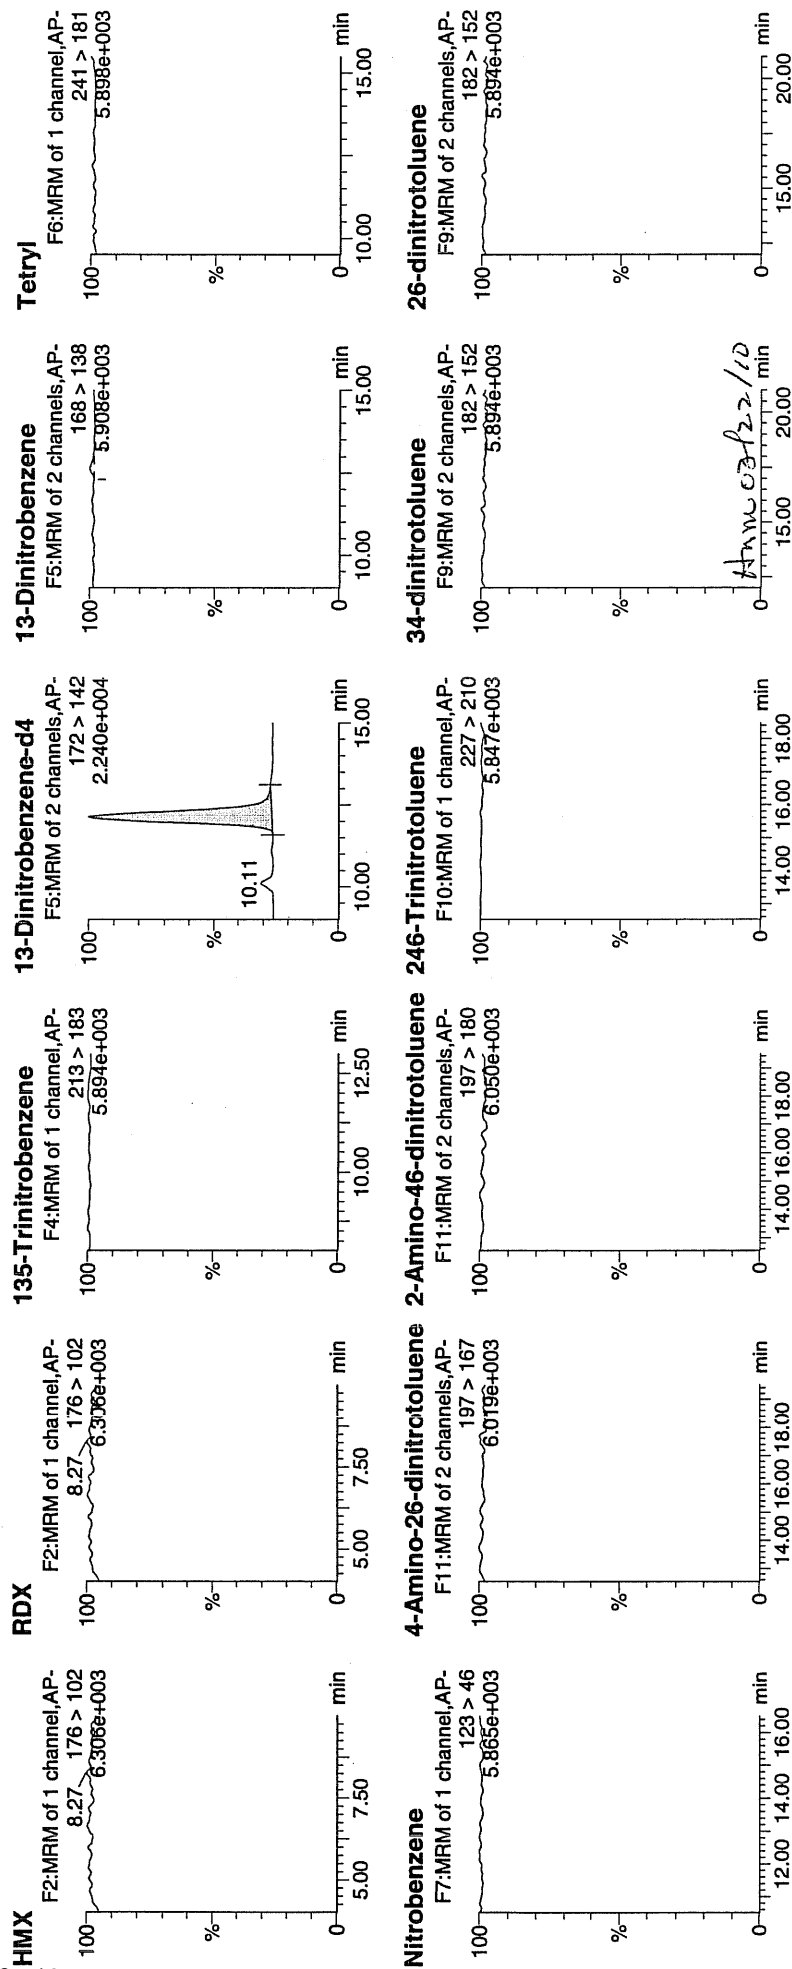 HMX
F2:MRM of 1 channel,AP-
176 > 102
6.306e+003
8.27
100
%
0
5.00
7.50
min
RDX
F2:MRM of 1 channel,AP-
176 > 102
6.306e+003
8.27
100
%
0
5.00
7.50
min
135-Trinitrobenzene
F4:MRM of 1 channel,AP-
213 > 183
5.894e+003
100
%
0
10.00
12.50
min
13-Dinitrobenzene-d4
F5:MRM of 2 channels,AP-
172 > 142
2.240e+004
10.11
100
%
0
10.00
15.00
min
13-Dinitrobenzene
F5:MRM of 2 channels,AP-
168 > 138
5.908e+003
100
%
0
10.00
15.00
min
Tetryl
F6:MRM of 1 channel,AP-
241 > 181
5.898e+003
100
%
0
10.00
15.00
min
Nitrobenzene
F7:MRM of 1 channel,AP-
123 > 46
5.865e+003
100
%
0
12.00
14.00
16.00
min
4-Amino-26-dinitrotoluene
F11:MRM of 2 channels,AP-
197 > 167
6.019e+003
100
%
0
14.00
16.00
18.00
min
2-Amino-46-dinitrotoluene
F11:MRM of 2 channels,AP-
197 > 180
6.050e+003
100
%
0
14.00
16.00
18.00
min
246-Trinitrotoluene
F10:MRM of 1 channel,AP-
227 > 210
5.847e+003
100
%
0
14.00
16.00
18.00
min
34-dinitrotoluene
F9:MRM of 2 channels,AP-
182 > 152
5.894e+003
100
%
0
15.00
20.00
min
03/22/10
26-dinitrotoluene
F9:MRM of 2 channels,AP-
182 > 152
5.894e+003
100
%
0
15.00
20.00
min